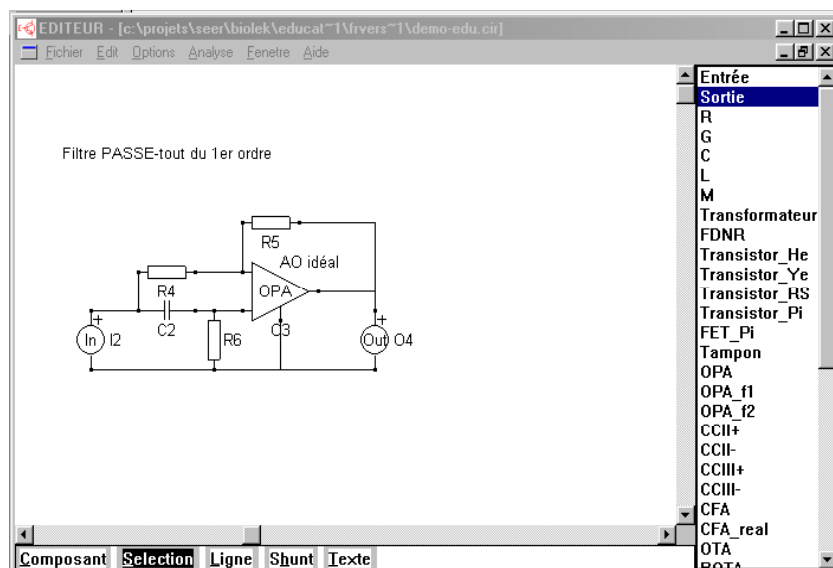 EDITEUR - [c:\projets\seer\biolek\educat~1\frvers~1\demo-edu.cir]
Fichier Edit Options Analyse Fenetre Aide
Filtre PASSE-tout du 1er ordre
R5
AO idéal
R4
OPA
+
In
I2
C2
R6
C3
+
Out
O4
Entrée
Sortie
R
G
C
L
M
Transformateur
FDNR
Transistor_He
Transistor_Ye
Transistor_RS
Transistor_Pi
FET_Pi
Tampon
OPA
OPA_f1
OPA_f2
CCII+
CCII-
CCIII+
CCIII-
CFA
CFA_real
OTA
BOTA
Composant Selection Ligne Shunt Texte